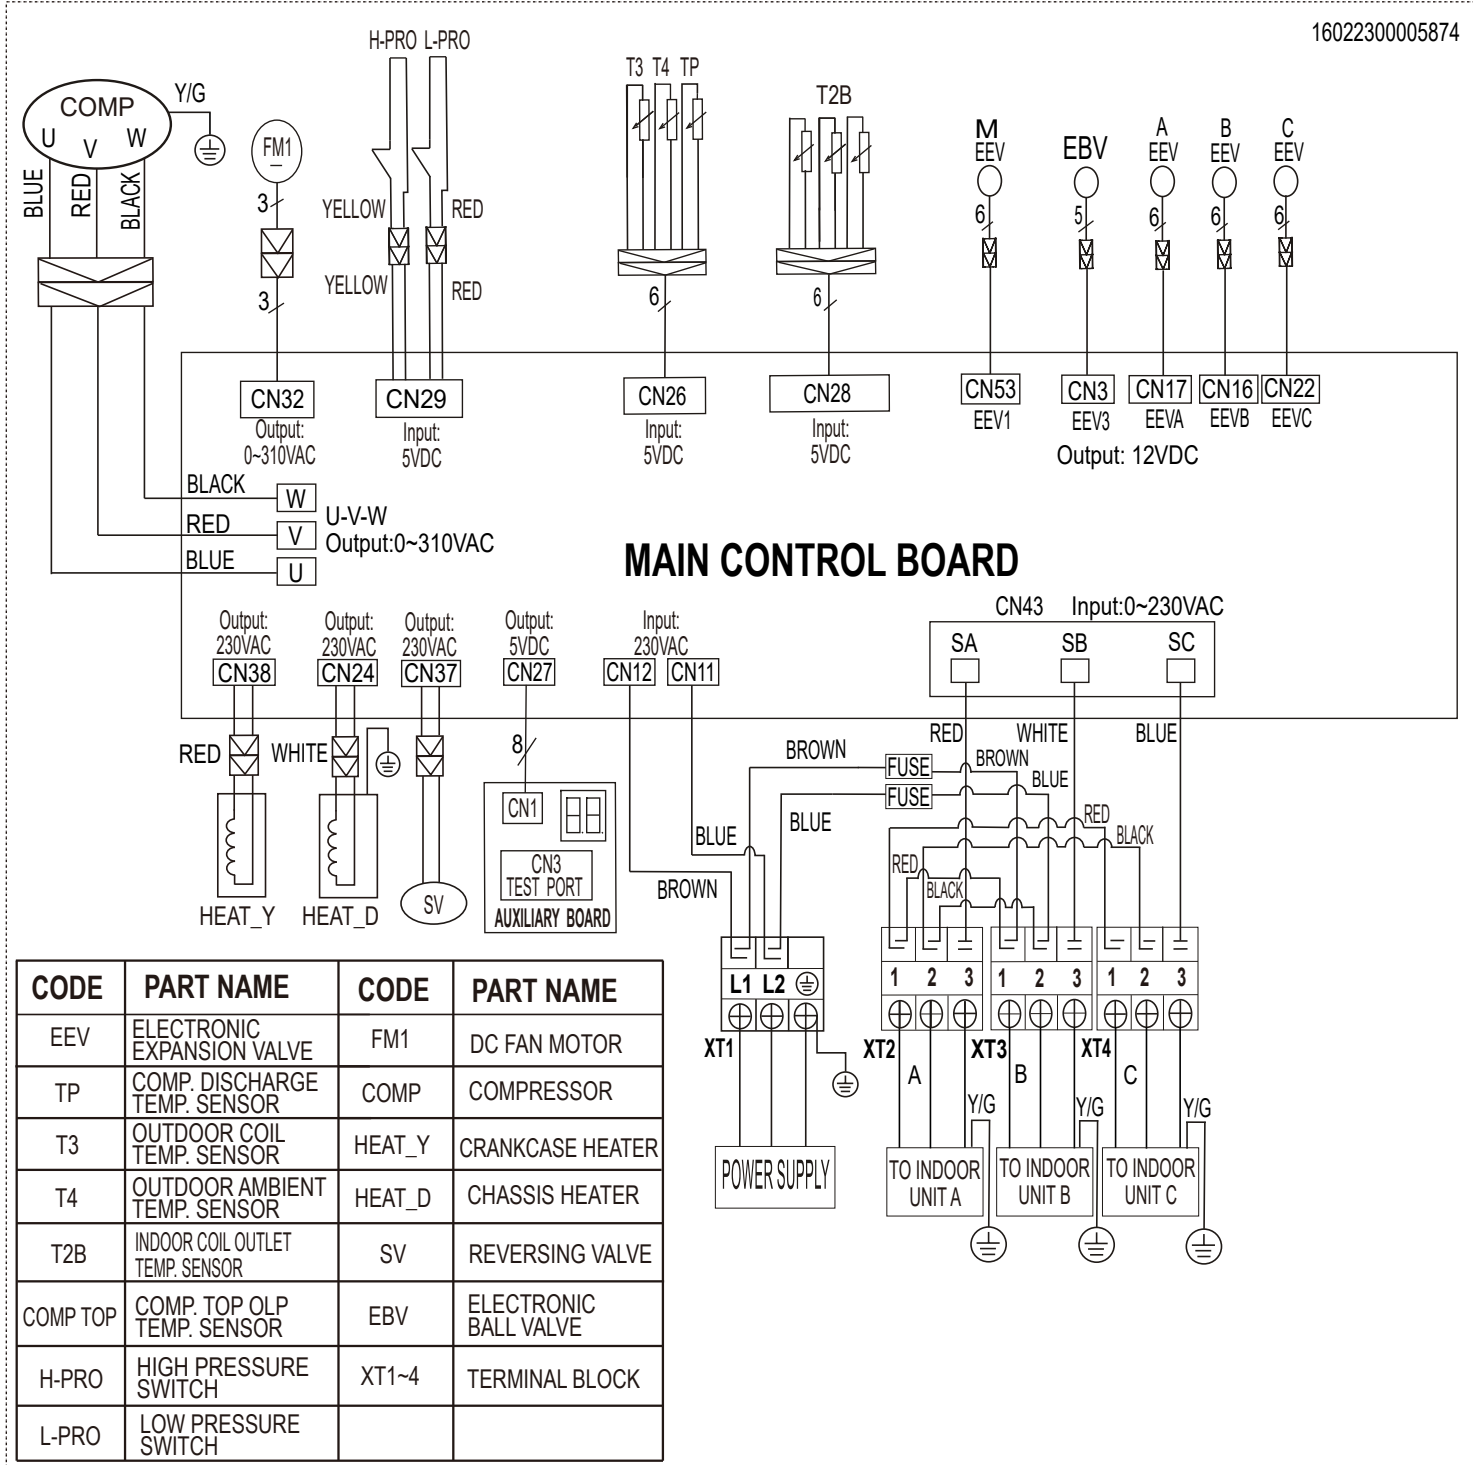 16022300005874
H-PRO L-PRO
COMP
U
V
W
Y/G
FM1
T3 T4 TP
T2B
M
EEV
EBV
A
EEV
B
EEV
C
EEV
BLUE
RED
BLACK
3
YELLOW
RED
6
5
6
6
6
3
YELLOW
RED
6
6
CN32
Output:
0~310VAC
CN29
Input:
5VDC
CN26
Input:
5VDC
CN28
Input:
5VDC
CN53
EEV1
CN3
EEV3
CN17
EEVA
CN16
EEVB
CN22
EEVC
Output: 12VDC
BLACK
W
RED
V
BLUE
U
U-V-W
Output:0~310VAC
MAIN CONTROL BOARD
CN43 Input:0~230VAC
SA
SB
SC
Output:
230VAC
CN38
Output:
230VAC
CN24
Output:
230VAC
CN37
Output:
5VDC
CN27
Input:
230VAC
CN12
CN11
RED
WHITE
8
CN1
CN3
TEST PORT
AUXILIARY BOARD
HEAT_Y
HEAT_D
SV
RED
WHITE
BLUE
BROWN
FUSE
BROWN
FUSE
BLUE
BLUE
BLUE
RED
BLACK
BROWN
RED
BLACK
L1 L2
1 2 3
1 2 3
1 2 3
XT1
XT2
XT3
XT4
A
B
C
Y/G
Y/G
Y/G
POWER SUPPLY
TO INDOOR
UNIT A
TO INDOOR
UNIT B
TO INDOOR
UNIT C
CODE PART NAME CODE PART NAME
EEV ELECTRONIC
EXPANSION VALVE FM1 DC FAN MOTOR
TP COMP. DISCHARGE
TEMP. SENSOR COMP COMPRESSOR
T3 OUTDOOR COIL
TEMP. SENSOR HEAT_Y CRANKCASE HEATER
T4 OUTDOOR AMBIENT
TEMP. SENSOR HEAT_D CHASSIS HEATER
T2B INDOOR COIL OUTLET
TEMP. SENSOR SV REVERSING VALVE
COMP TOP COMP. TOP OLP
TEMP. SENSOR EBV ELECTRONIC
BALL VALVE
H-PRO HIGH PRESSURE
SWITCH XT1~4 TERMINAL BLOCK
L-PRO LOW PRESSURE
SWITCH